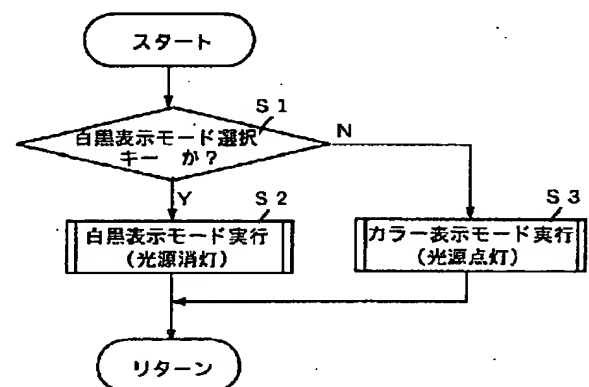 スタート
S1
白黒表示モード選択
キー か?
N
Y
S2
白黒表示モード実行
(光源消灯)
S3
カラー表示モード実行
(光源点灯)
リターン